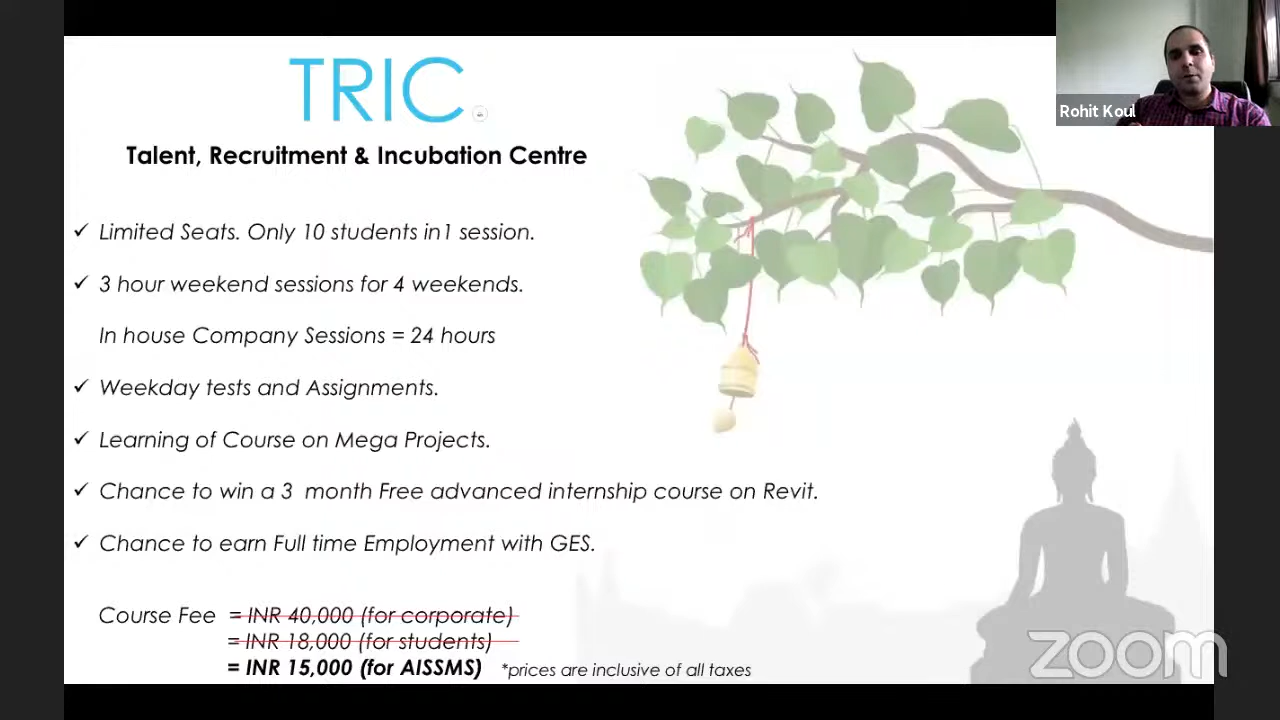 TRIC
Rohit Koul
Talent, Recruitment & Incubation Centre
✓ Limited Seats. Only 10 students in1 session.
✓ 3 hour weekend sessions for 4 weekends.
In house Company Sessions = 24 hours
✓ Weekday tests and Assignments.
✓ Learning of Course on Mega Projects.
✓ Chance to win a 3 month Free advanced internship course on Revit.
✓ Chance to earn Full time Employment with GES.
Course Fee = INR 40,000 (for corporate)
= INR 18,000 (for students)
= INR 15,000 (for AISSMS) *prices are inclusive of all taxes
zoom